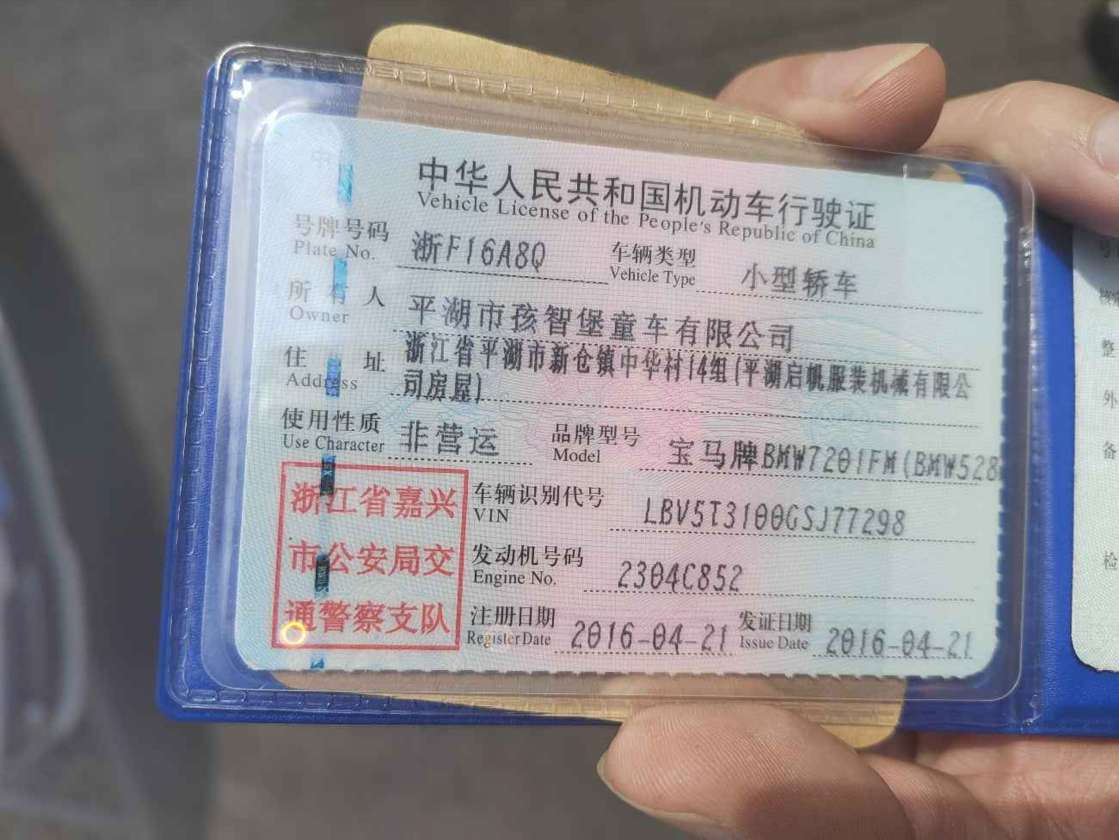 中华人民共和国机动车行驶证
Vehicle License of the People's Republic of China
号牌号码 浙F16A8Q 车辆类型 小型轿车
Plate No. Vehicle Type
所有人 平湖市孩智堡童车有限公司
Owner
住址 浙江省平湖市新仓镇中华村14组(平湖启帆服装机械有限公
Address 司房屋)
使用性质 非营运 品牌型号 宝马牌BMW7201FM(BMW528
Use Character Model
浙江省嘉兴
市公安局交
通警察支队
车辆识别代号 LBV5T3100GSJ77298
VIN
发动机号码 2304C852
Engine No.
注册日期 2016-04-21 发证日期 2016-04-21
Register Date Issue Date
整
外
备
检